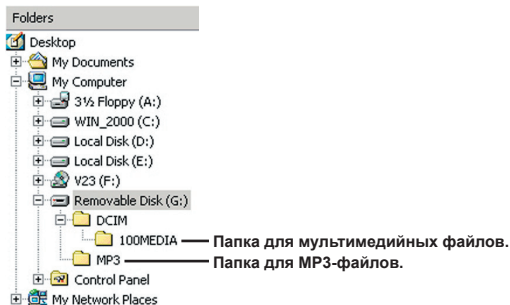 Folders
Desktop
My Documents
My Computer
3½ Floppy (A:)
WIN_2000 (C:)
Local Disk (D:)
Local Disk (E:)
V23 (F:)
Removable Disk (G:)
DCIM
100MEDIA Папка для мультимедийных файлов.
MP3 Папка для MP3-файлов.
Control Panel
My Network Places